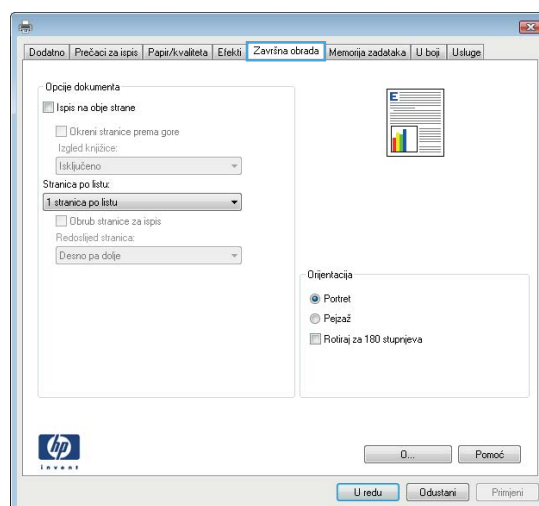 Dodatno Prečaci za ispis Papir/kvaliteta Efekti Završna obrada Memorija zadataka U boji Usluge
Opcije dokumenta
Ispis na obje strane
Okreni stranice prema gore
Izgled knjižice:
Isključeno
Stranica po listu:
1 stranica po listu
Obrub stranice za ispis
Redoslijed stranica:
Desno pa dolje
E
Orijentacija
Portret
Pejzaž
Rotiraj za 180 stupnjeva
hp
invent
O... Pomoć
U redu Odustani Primjeni